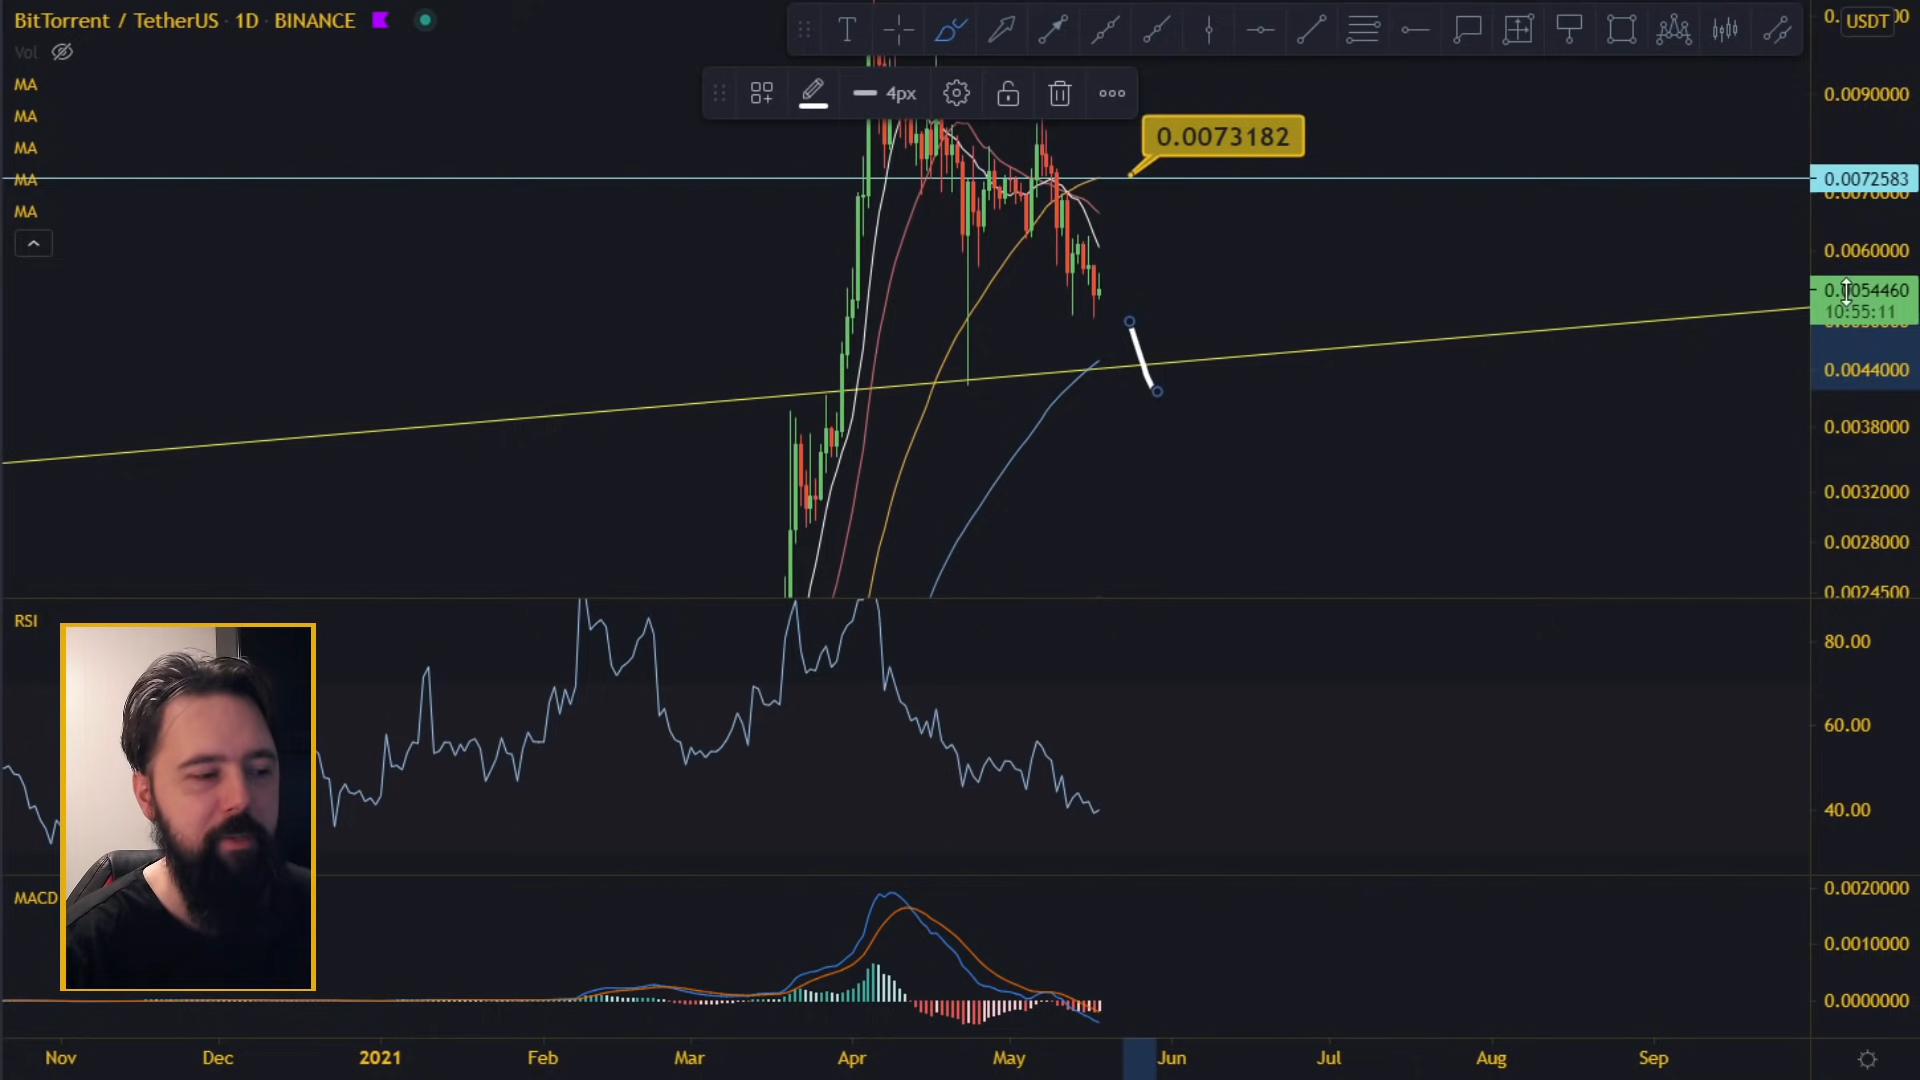 BitTorrent / TetherUS · 1D · BINANCE
USDT
Vol
MA
MA
MA
MA
MA
4px
0.0073182
0.0090000
0.0072583
0.0070000
0.0060000
0.0054460
10:55:11
0.0044000
0.0038000
0.0032000
0.0028000
0.0024500
RSI
80.00
60.00
40.00
MACD
0.0020000
0.0010000
0.0000000
Nov
Dec
2021
Feb
Mar
Apr
May
Jun
Jul
Aug
Sep